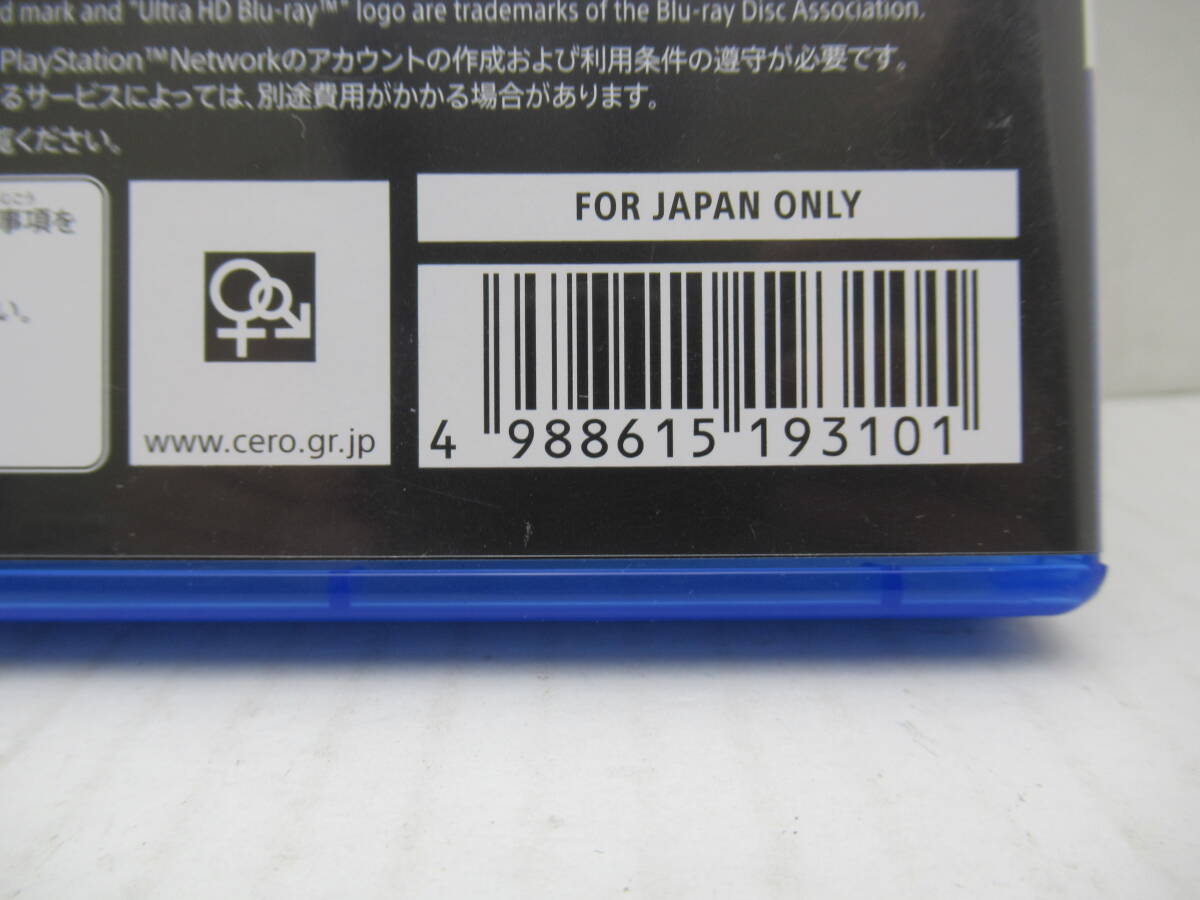 d mark and "Ultra HD Blu-ray™" logo are trademarks of the Blu-ray Disc Association.
PlayStation™Networkのアカウントの作成および利用条件の遵守が必要です。
るサービスによっては、別途費用がかかる場合があります。
覧ください。
じこう
事項を
い。
www.cero.gr.jp
FOR JAPAN ONLY
4 988615 193101